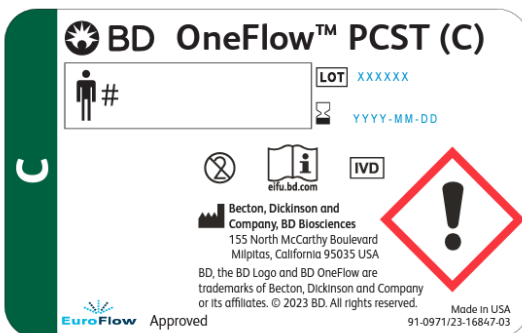 BD OneFlow™ PCST (C)
#
LOT XXXXXX
YYYY-MM-DD
C
2
i
eifu.bd.com
IVD
Becton, Dickinson and
Company, BD Biosciences
155 North McCarthy Boulevard
Milpitas, California 95035 USA
BD, the BD Logo and BD OneFlow are
trademarks of Becton, Dickinson and Company
or its affiliates. © 2023 BD. All rights reserved.
EuroFlow Approved
Made in USA
91-0971/23-16847-03